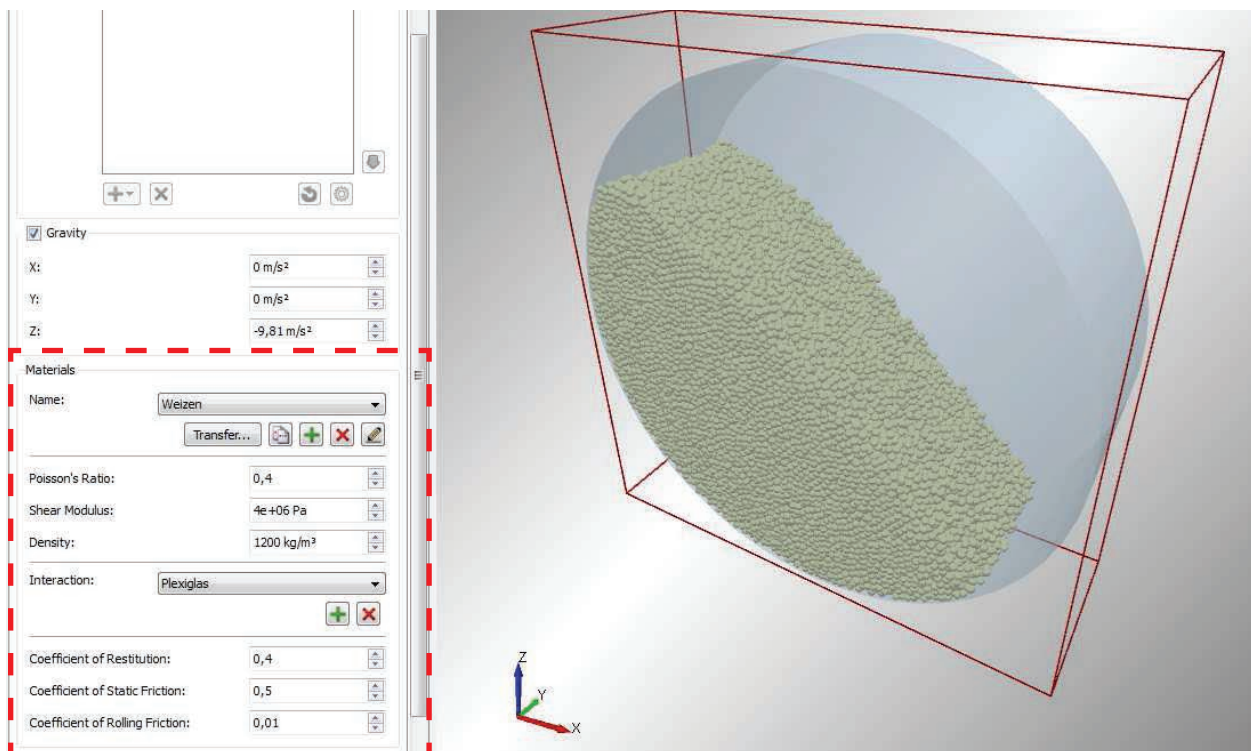 Gravity
X: 0 m/s²
Y: 0 m/s²
Z: -9,81 m/s²
Materials
Name: Weizen
Transfer...
Poisson's Ratio: 0,4
Shear Modulus: 4e+06 Pa
Density: 1200 kg/m³
Interaction: Plexiglas
Coefficient of Restitution: 0,4
Coefficient of Static Friction: 0,5
Coefficient of Rolling Friction: 0,01
Z
Y
X